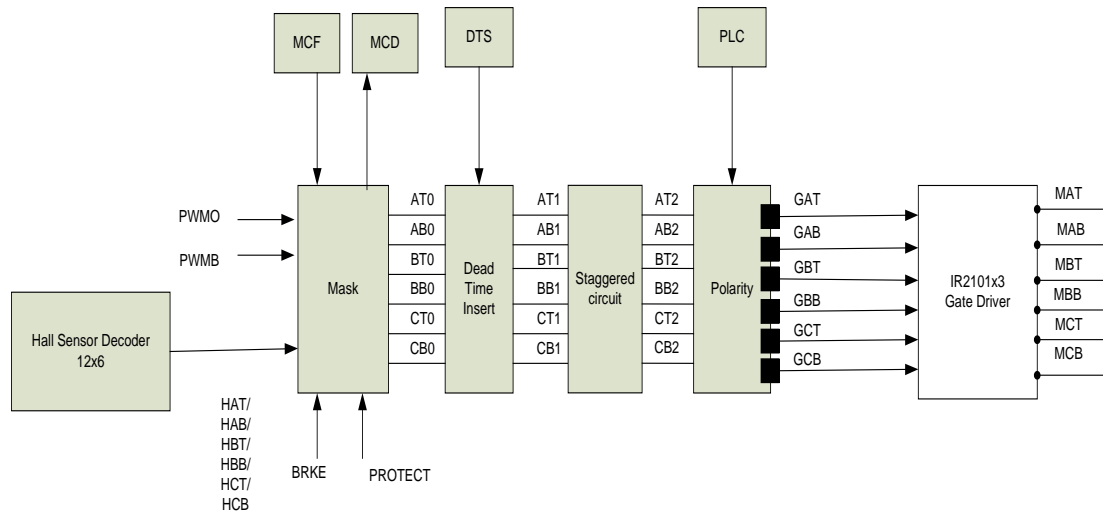 MCF
MCD
DTS
PLC
PWMO
PWMB
Hall Sensor Decoder
12x6
HAT/
HAB/
HBT/
HBB/
HCT/
HCB
BRKE
PROTECT
Mask
AT0
AB0
BT0
BB0
CT0
CB0
Dead
Time
Insert
AT1
AB1
BT1
BB1
CT1
CB1
Staggered
circuit
AT2
AB2
BT2
BB2
CT2
CB2
Polarity
GAT
GAB
GBT
GBB
GCT
GCB
IR2101x3
Gate Driver
MAT
MAB
MBT
MBB
MCT
MCB